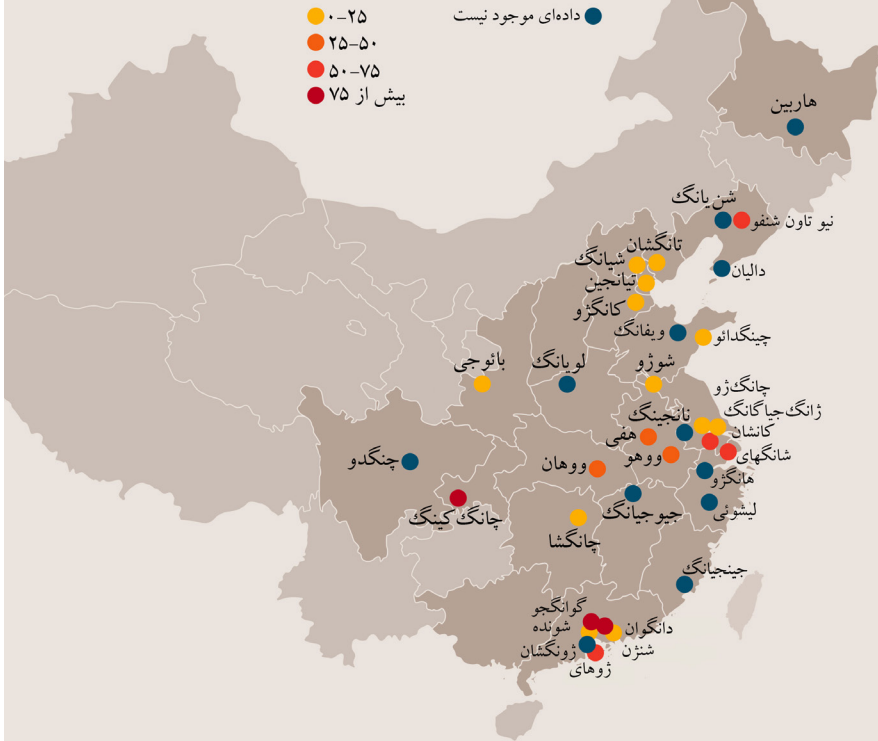 ۰–۲۵
داده‌ای موجود نیست
۲۵–۵۰
۵۰–۷۵
بیش از ۷۵
هاربین
شن‌یانگ
نیو تاون شنفو
تانگشان
شیانگ
دالیان
تیانجین
کانگژو
ویفانگ
چینگدائو
بائوجی
لویانگ
شوژو
چانگ‌ژو
ژانگ‌جیاگانگ
نانجینگ
کانشان
هفی
شانگهای
چنگدو
ووهان
ووهو
هانگژو
چانگ‌کینگ
جیوجیانگ
لیشوئی
چانگشا
جینجیانگ
گوانگجو
شونده
دانگوان
ژونگشان
شنژن
ژوهای